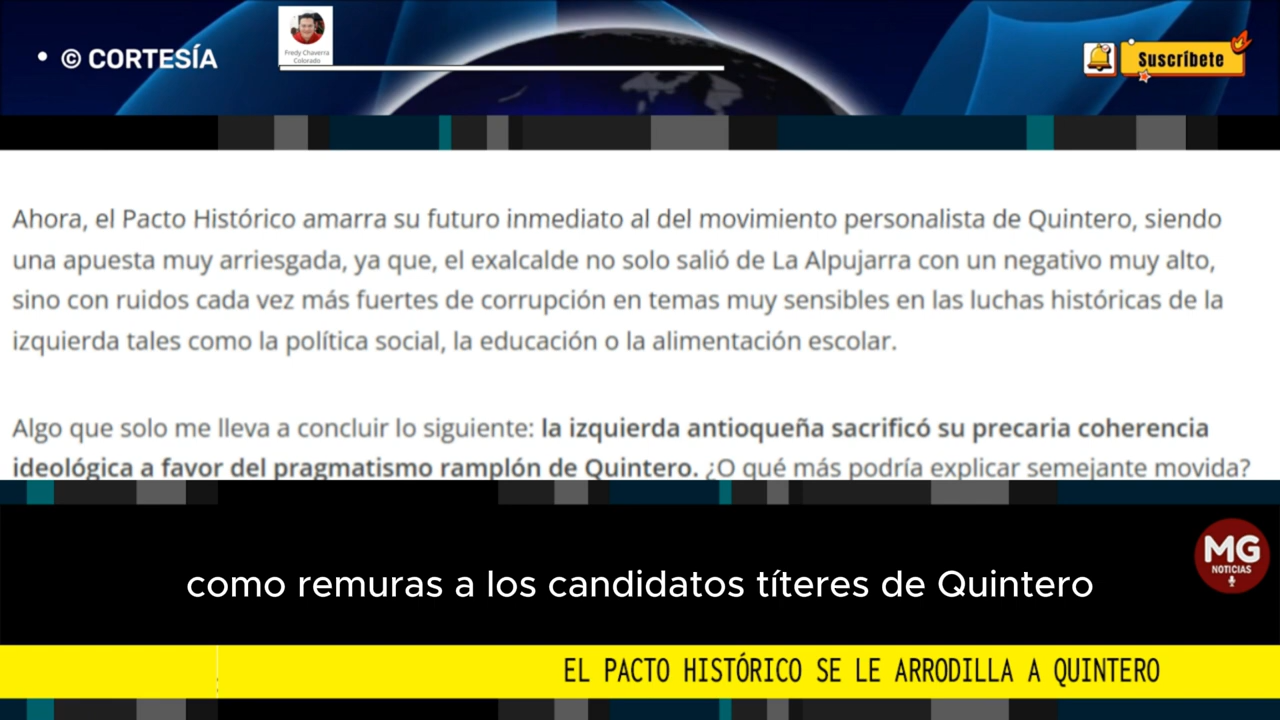 • © CORTESÍA
Fredy Chaverra
Colorado
Suscríbete
Ahora, el Pacto Histórico amarra su futuro inmediato al del movimiento personalista de Quintero, siendo
una apuesta muy arriesgada, ya que, el exalcalde no solo salió de La Alpujarra con un negativo muy alto,
sino con ruidos cada vez más fuertes de corrupción en temas muy sensibles en las luchas históricas de la
izquierda tales como la política social, la educación o la alimentación escolar.
Algo que solo me lleva a concluir lo siguiente: la izquierda antioqueña sacrificó su precaria coherencia
ideológica a favor del pragmatismo ramplón de Quintero. ¿O qué más podría explicar semejante movida?
MG
NOTICIAS
como remuras a los candidatos títeres de Quintero
EL PACTO HISTÓRICO SE LE ARRODILLA A QUINTERO